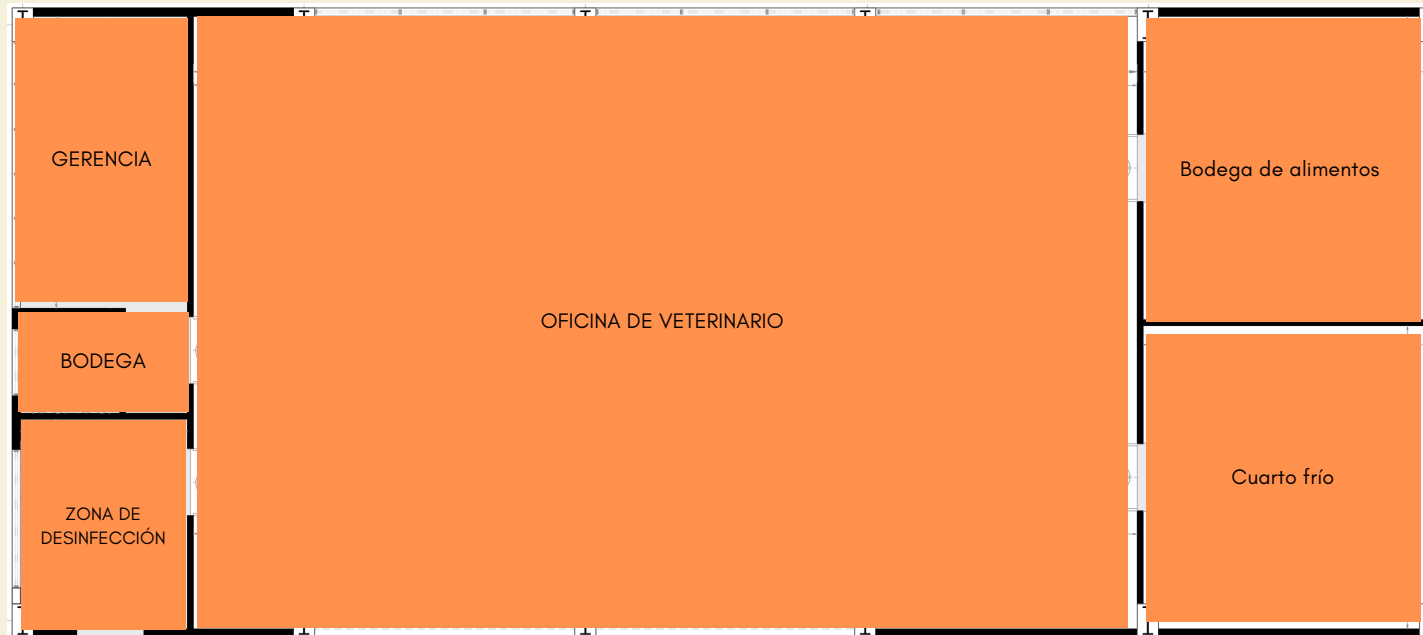 GERENCIA
Bodega de alimentos
OFICINA DE VETERINARIO
BODEGA
Cuarto frío
ZONA DE
DESINFECCIÓN